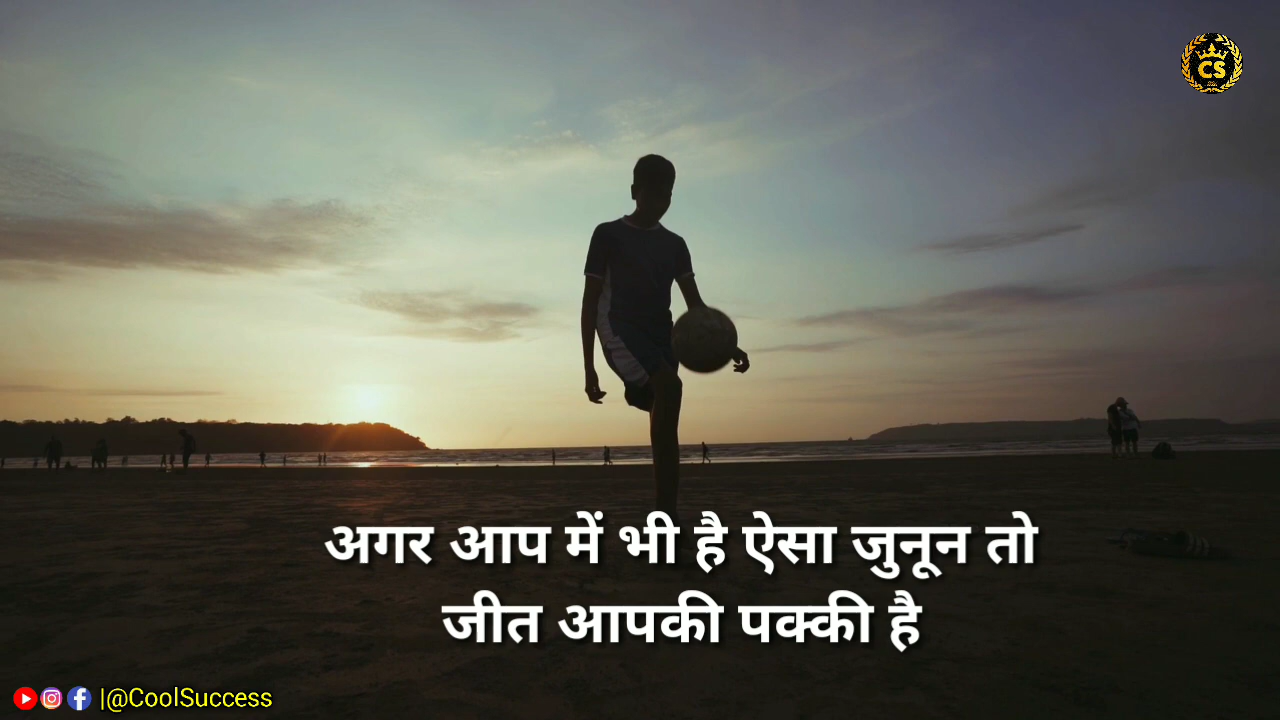 CS
अगर आप में भी है ऐसा जुनून तो
जीत आपकी पक्की है
|@CoolSuccess